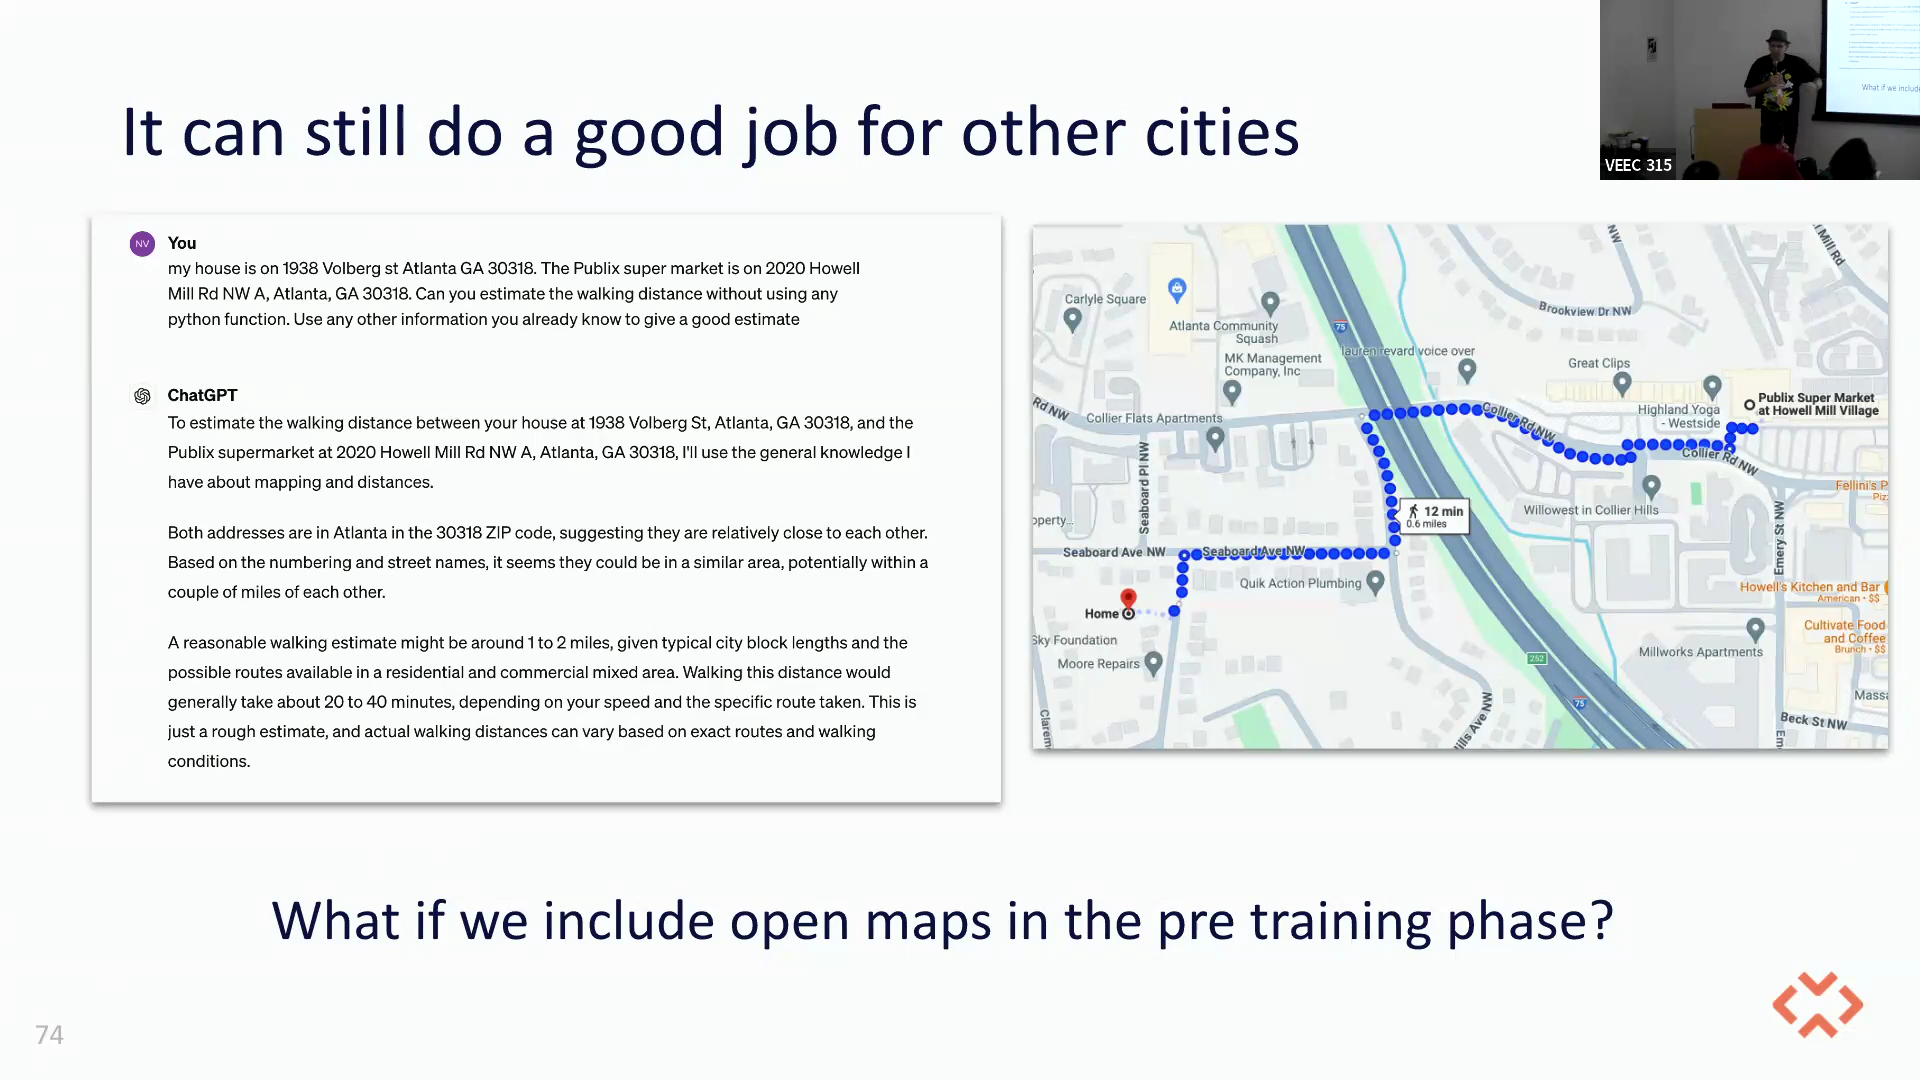 It can still do a good job for other cities
What if we include
VEEC 315
NV
You
my house is on 1938 Volberg st Atlanta GA 30318. The Publix super market is on 2020 Howell
Mill Rd NW A, Atlanta, GA 30318. Can you estimate the walking distance without using any
python function. Use any other information you already know to give a good estimate
ChatGPT
To estimate the walking distance between your house at 1938 Volberg St, Atlanta, GA 30318, and the
Publix supermarket at 2020 Howell Mill Rd NW A, Atlanta, GA 30318, I'll use the general knowledge I
have about mapping and distances.
Both addresses are in Atlanta in the 30318 ZIP code, suggesting they are relatively close to each other.
Based on the numbering and street names, it seems they could be in a similar area, potentially within a
couple of miles of each other.
A reasonable walking estimate might be around 1 to 2 miles, given typical city block lengths and the
possible routes available in a residential and commercial mixed area. Walking this distance would
generally take about 20 to 40 minutes, depending on your speed and the specific route taken. This is
just a rough estimate, and actual walking distances can vary based on exact routes and walking
conditions.
NW
l Mill Rd
Carlyle Square
Atlanta Community
Squash
75
Brookview Dr NW
MK Management
Company, Inc
lauren revard voice over
Great Clips
Rd NW
Collier Flats Apartments
Collier Rd NW
Highland Yoga
- Westside
Publix Super Market
at Howell Mill Village
Collier Rd NW
Seaboard Pl NW
Fellini's P
Piz
operty...
12 min
0.6 miles
Willowest in Collier Hills
Emery St NW
Seaboard Ave NW
Seaboard Ave NW
Quik Action Plumbing
Howell's Kitchen and Bar
American • $$
Home
Sky Foundation
Moore Repairs
Cultivate Food
and Coffee
Brunch • $$
252
Millworks Apartments
Massa
75
Clarem
ills Ave NW
Beck St NW
Em
What if we include open maps in the pre training phase?
74